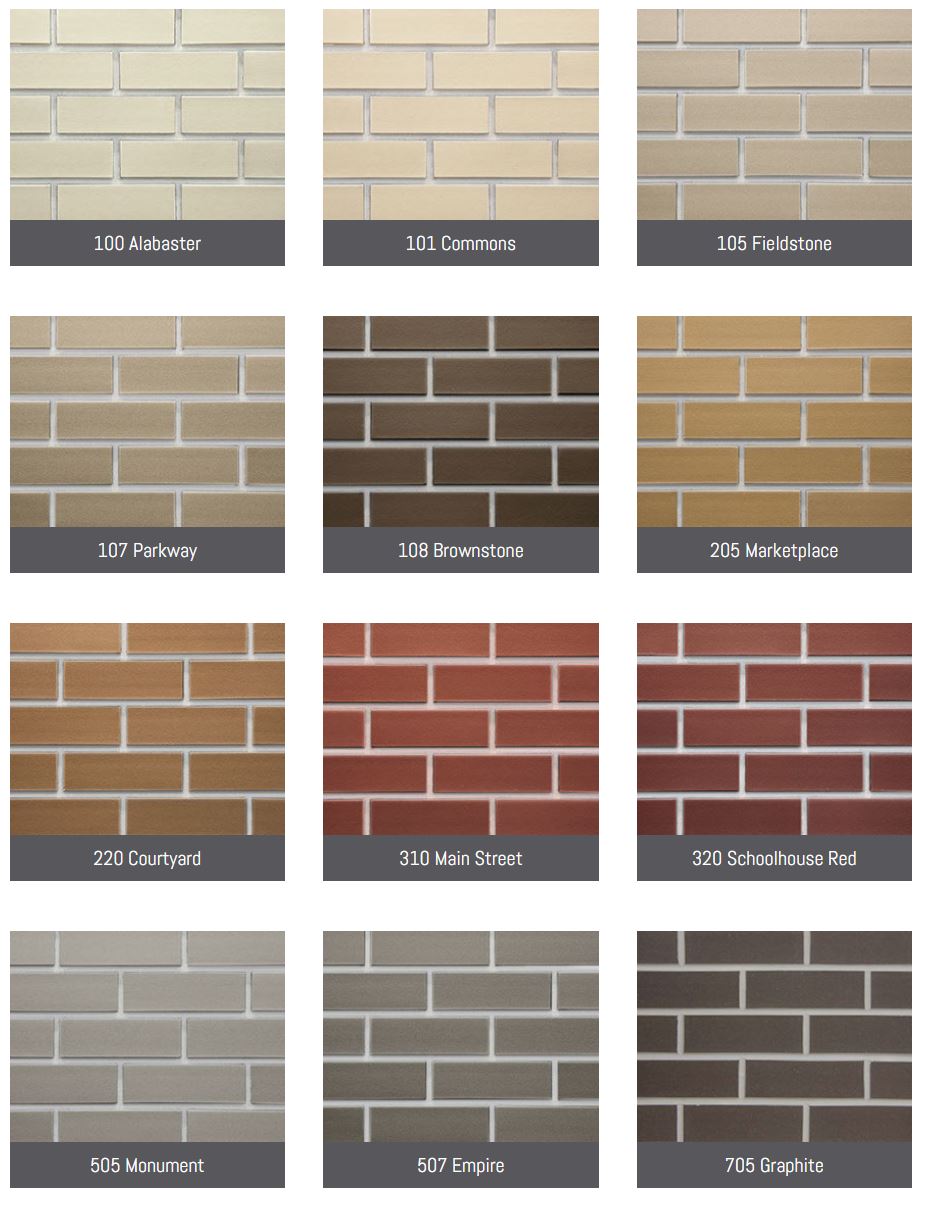 100 Alabaster
101 Commons
105 Fieldstone
107 Parkway
108 Brownstone
205 Marketplace
220 Courtyard
310 Main Street
320 Schoolhouse Red
505 Monument
507 Empire
705 Graphite